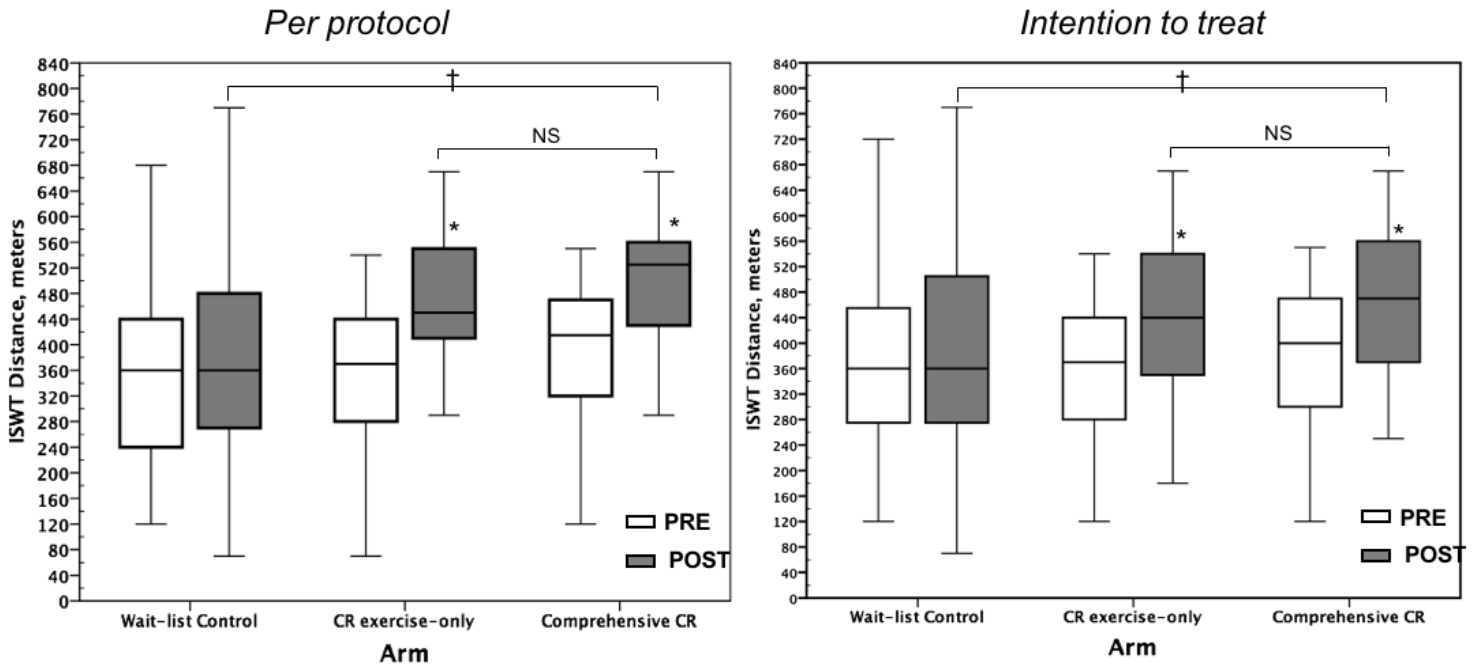 Per protocol
840
800
760
720
680
640
600
560
520
480
440
400
360
320
280
240
200
160
120
80
40
0
ISWT Distance, meters
†
NS
*
*
PRE
POST
Wait-list Control
CR exercise-only
Comprehensive CR
Arm
Intention to treat
840
800
760
720
680
640
600
560
520
480
440
400
360
320
280
240
200
160
120
80
40
0
ISWT Distance, meters
†
NS
*
*
PRE
POST
Wait-list Control
CR exercise-only
Comprehensive CR
Arm